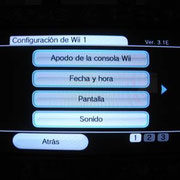 Configuración de Wii 1
Ver. 3.1E
Apodo de la consola Wii
Fecha y hora
Pantalla
Sonido
Atrás
1 2 3